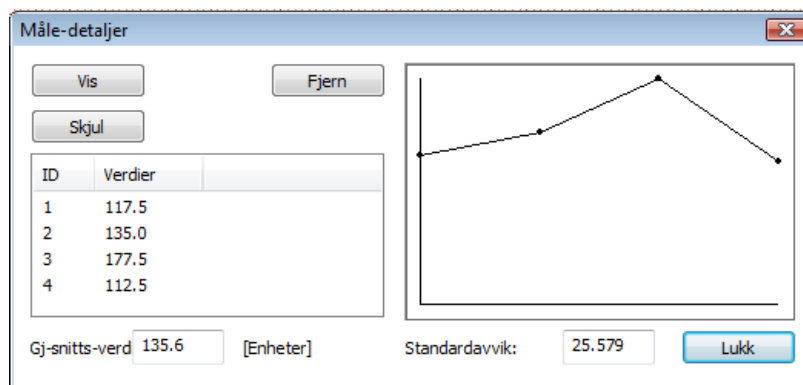 Måle-detaljer
Vis
Fjern
Skjul
ID Verdier
1 117.5
2 135.0
3 177.5
4 112.5
Gj-snitts-verd 135.6 [Enheter] Standardavvik: 25.579 Lukk